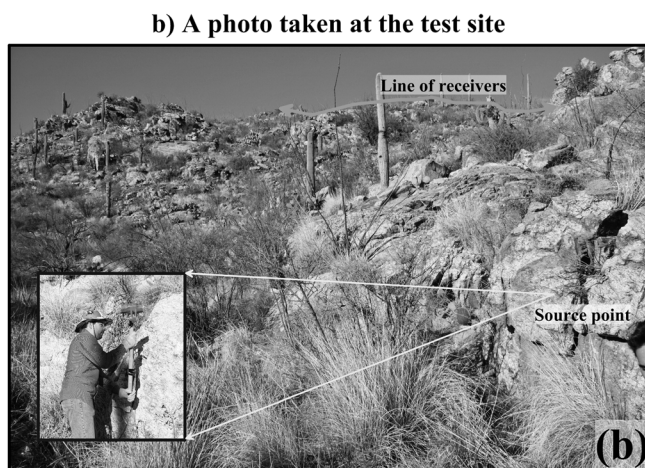 b) A photo taken at the test site
Line of receivers
Source point
(b)